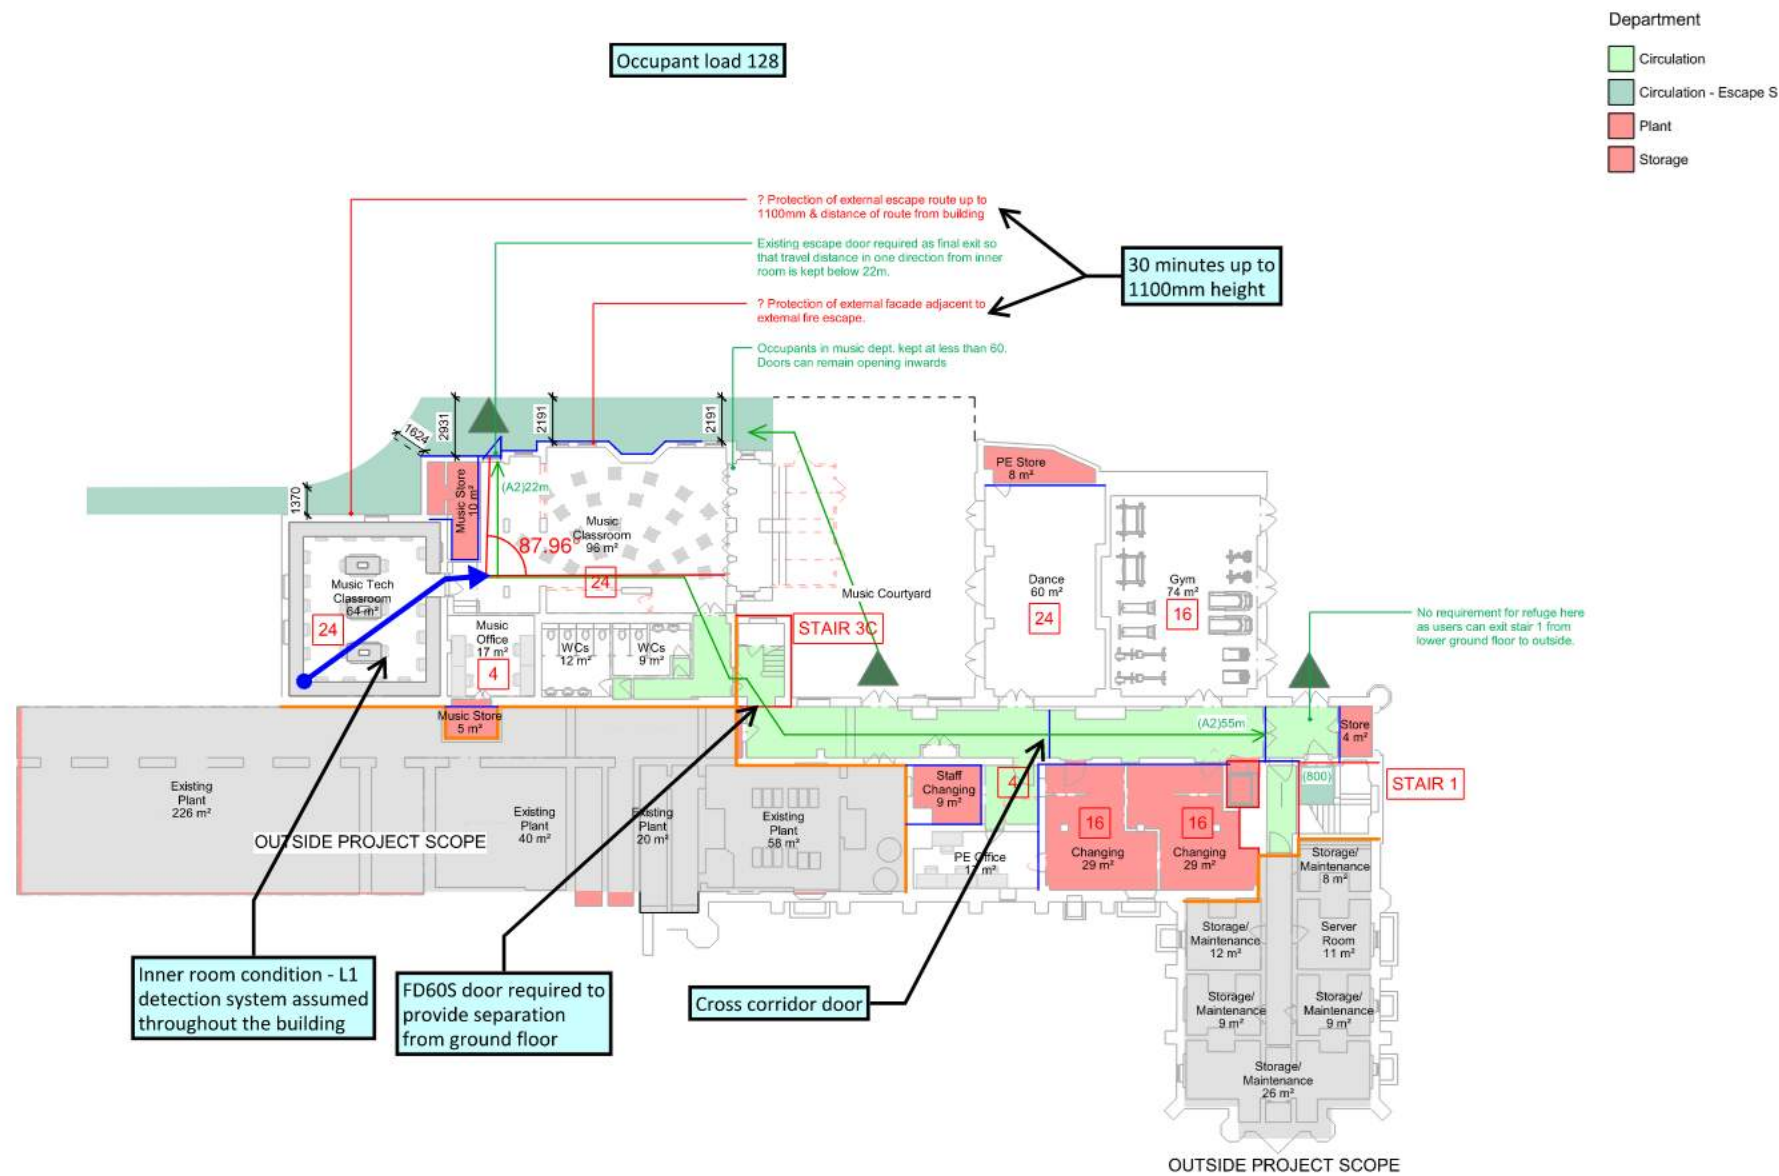 Department
Circulation
Circulation - Escape S
Plant
Storage
Occupant load 128
? Protection of external escape route up to
1100mm & distance of route from building
Existing escape door required as final exit so
that travel distance in one direction from inner
room is kept below 22m.
? Protection of external facade adjacent to
external fire escape.
Occupants in music dept. kept at less than 60.
Doors can remain opening inwards
30 minutes up to
1100mm height
1624
2931
2191
2191
1370
Music Store
10 m²
(A2)22m
87.96°
Music
Classroom
96 m²
24
Music Tech
Classroom
64 m²
24
Music
Office
17 m²
4
WCs
12 m²
WCs
9 m²
STAIR 3C
Music Courtyard
PE Store
8 m²
Dance
60 m²
24
Gym
74 m²
16
No requirement for refuge here
as users can exit stair 1 from
lower ground floor to outside.
Music Store
5 m²
(A2)55m
Store
4 m²
(800)
STAIR 1
Existing
Plant
226 m²
OUTSIDE PROJECT SCOPE
Existing
Plant
40 m²
Existing
Plant
20 m²
Existing
Plant
58 m²
Staff
Changing
9 m²
4
PE Office
17 m²
16
Changing
29 m²
16
Changing
29 m²
Storage/
Maintenance
8 m²
Storage/
Maintenance
12 m²
Server
Room
11 m²
Storage/
Maintenance
9 m²
Storage/
Maintenance
9 m²
Storage/
Maintenance
26 m²
OUTSIDE PROJECT SCOPE
Inner room condition - L1
detection system assumed
throughout the building
FD60S door required to
provide separation
from ground floor
Cross corridor door